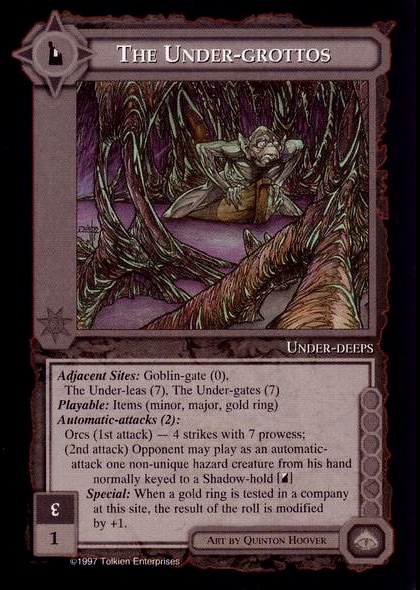 THE UNDER-GROTTOS
UNDER-DEEPS
Adjacent Sites: Goblin-gate (0),
The Under-leas (7), The Under-gates (7)
Playable: Items (minor, major, gold ring)
Automatic-attacks (2):
Orcs (1st attack) — 4 strikes with 7 prowess;
(2nd attack) Opponent may play as an automatic-
attack one non-unique hazard creature from his hand
normally keyed to a Shadow-hold []
Special: When a gold ring is tested in a company
at this site, the result of the roll is modified
by +1.
ε
1
ART BY QUINTON HOOVER
©1997 Tolkien Enterprises